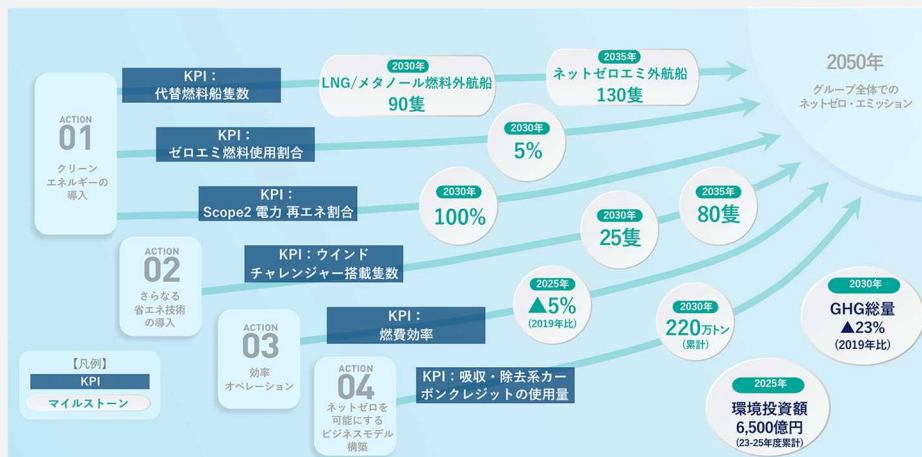 ACTION
01
クリーン
エネルギーの
導入
KPI：
代替燃料船隻数
2030年
LNG/メタノール燃料外航船
90隻
2035年
ネットゼロエミ外航船
130隻
KPI：
ゼロエミ燃料使用割合
2030年
5%
KPI：
Scope2 電力 再エネ割合
2030年
100%
ACTION
02
さらなる
省エネ技術
の導入
KPI：ウインド
チャレンジャー搭載隻数
2030年
25隻
2035年
80隻
ACTION
03
効率
オペレーション
KPI：
燃費効率
2025年
▲5%
(2019年比)
ACTION
04
ネットゼロを
可能にする
ビジネスモデル
構築
KPI：吸収・除去系カー
ボンクレジットの使用量
2030年
220万トン
(累計)
2050年
グループ全体での
ネットゼロ・エミッション
2030年
GHG総量
▲23%
(2019年比)
2025年
環境投資額
6,500億円
(23-25年度累計)
【凡例】
KPI
マイルストーン